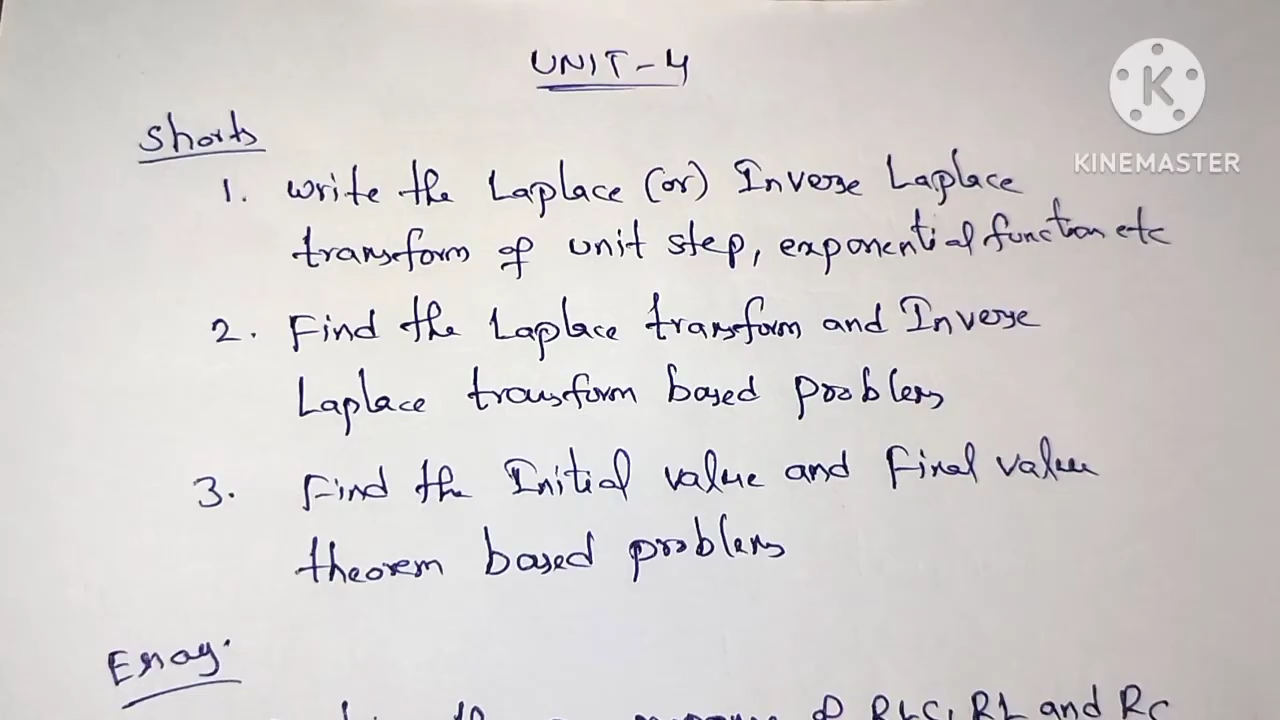 UNIT-4
K
KINEMASTER
Shorts
1. Write the Laplace (or) Inverse Laplace
transform of unit step, exponential function etc
2. Find the Laplace transform and Inverse
Laplace transform based problems
3. Find the Initial value and Final value
theorem based problems
Essay:
of RLC, RL and RC